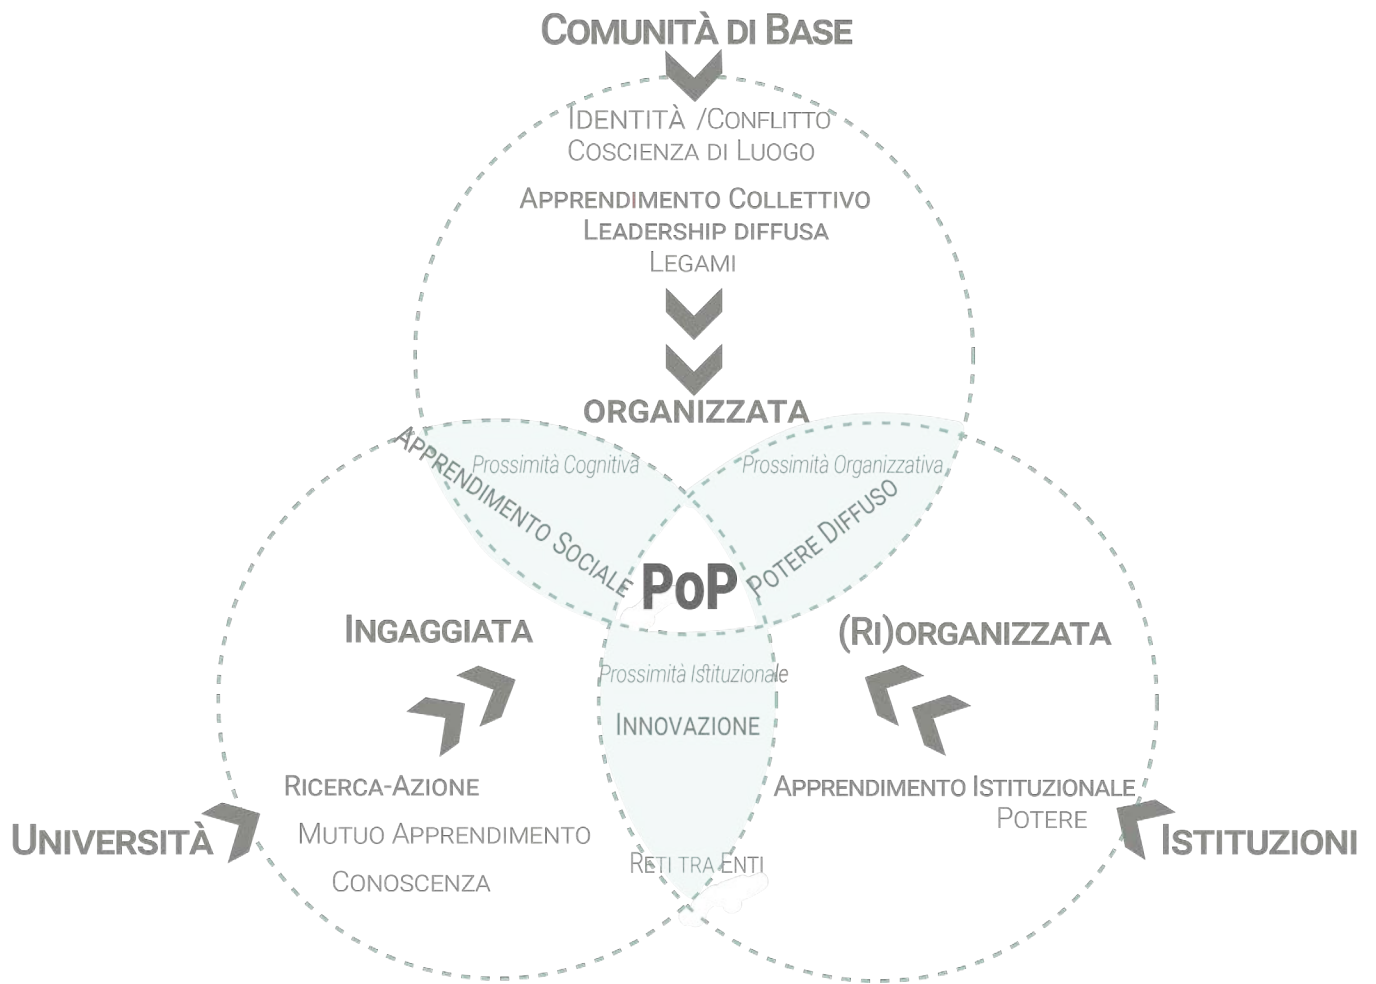 COMUNITÀ DI BASE
IDENTITÀ /CONFLITTO
COSCIENZA DI LUOGO
APPRENDIMENTO COLLETTIVO
LEADERSHIP DIFFUSA
LEGAMI
ORGANIZZATA
Prossimità Cognitiva
Prossimità Organizzativa
APPRENDIMENTO SOCIALE
POTERE DIFFUSO
PoP
INGAGGIATA
(RI)ORGANIZZATA
Prossimità Istituzionale
INNOVAZIONE
RICERCA-AZIONE
APPRENDIMENTO ISTITUZIONALE
POTERE
UNIVERSITÀ
MUTUO APPRENDIMENTO
ISTITUZIONI
RETI TRA ENTI
CONOSCENZA